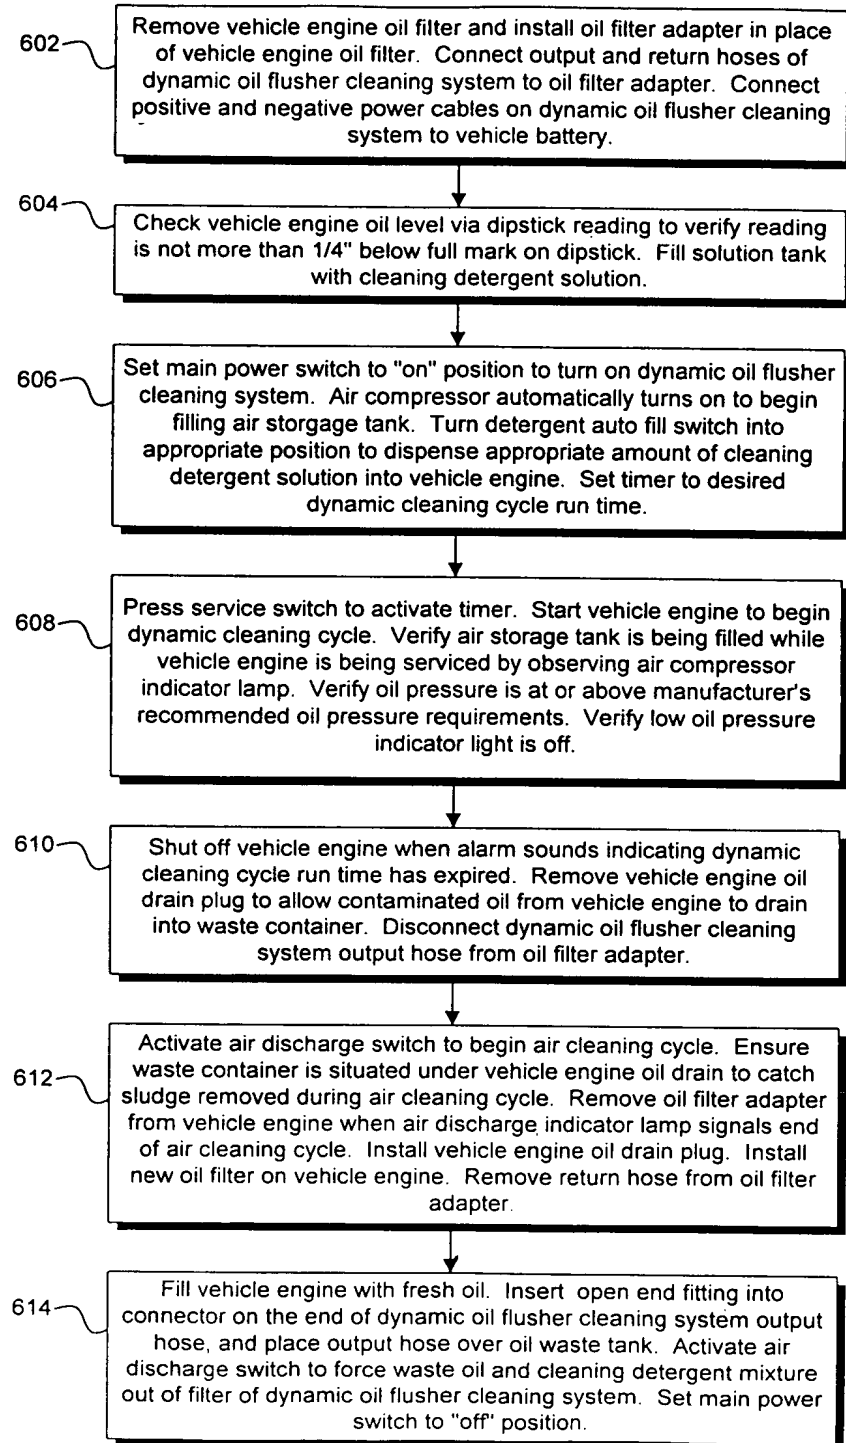 602
Remove vehicle engine oil filter and install oil filter adapter in place
of vehicle engine oil filter. Connect output and return hoses of
dynamic oil flusher cleaning system to oil filter adapter. Connect
positive and negative power cables on dynamic oil flusher cleaning
system to vehicle battery.
604
Check vehicle engine oil level via dipstick reading to verify reading
is not more than 1/4" below full mark on dipstick. Fill solution tank
with cleaning detergent solution.
606
Set main power switch to "on" position to turn on dynamic oil flusher
cleaning system. Air compressor automatically turns on to begin
filling air storgage tank. Turn detergent auto fill switch into
appropriate position to dispense appropriate amount of cleaning
detergent solution into vehicle engine. Set timer to desired
dynamic cleaning cycle run time.
608
Press service switch to activate timer. Start vehicle engine to begin
dynamic cleaning cycle. Verify air storage tank is being filled while
vehicle engine is being serviced by observing air compressor
indicator lamp. Verify oil pressure is at or above manufacturer's
recommended oil pressure requirements. Verify low oil pressure
indicator light is off.
610
Shut off vehicle engine when alarm sounds indicating dynamic
cleaning cycle run time has expired. Remove vehicle engine oil
drain plug to allow contaminated oil from vehicle engine to drain
into waste container. Disconnect dynamic oil flusher cleaning
system output hose from oil filter adapter.
612
Activate air discharge switch to begin air cleaning cycle. Ensure
waste container is situated under vehicle engine oil drain to catch
sludge removed during air cleaning cycle. Remove oil filter adapter
from vehicle engine when air discharge indicator lamp signals end
of air cleaning cycle. Install vehicle engine oil drain plug. Install
new oil filter on vehicle engine. Remove return hose from oil filter
adapter.
614
Fill vehicle engine with fresh oil. Insert open end fitting into
connector on the end of dynamic oil flusher cleaning system output
hose, and place output hose over oil waste tank. Activate air
discharge switch to force waste oil and cleaning detergent mixture
out of filter of dynamic oil flusher cleaning system. Set main power
switch to "off" position.